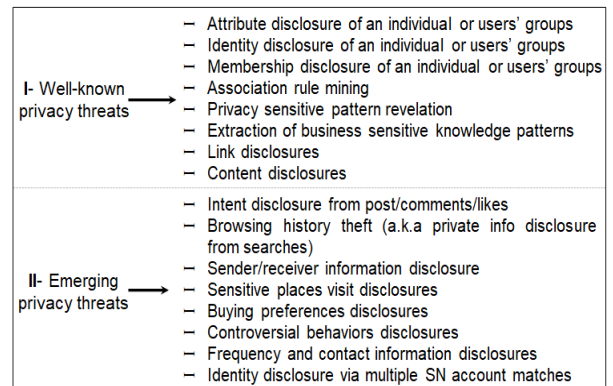 I- Well-known
privacy threats
– Attribute disclosure of an individual or users' groups
– Identity disclosure of an individual or users' groups
– Membership disclosure of an individual or users' groups
– Association rule mining
– Privacy sensitive pattern revelation
– Extraction of business sensitive knowledge patterns
– Link disclosures
– Content disclosures
II- Emerging
privacy threats
– Intent disclosure from post/comments/likes
– Browsing history theft (a.k.a private info disclosure
from searches)
– Sender/receiver information disclosure
– Sensitive places visit disclosures
– Buying preferences disclosures
– Controversial behaviors disclosures
– Frequency and contact information disclosures
– Identity disclosure via multiple SN account matches